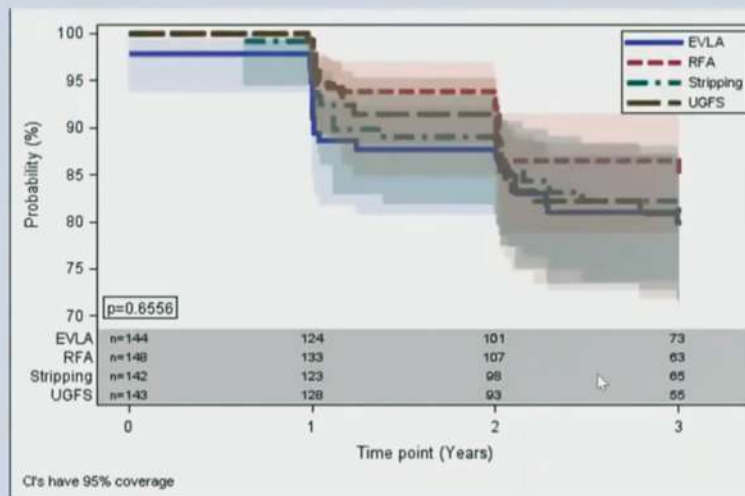 100
95
90
85
80
75
70
Probability (%)
EVLA
RFA
Stripping
UGFS
p=0.6556
EVLA n=144 124 101 73
RFA n=148 133 107 63
Stripping n=142 123 98 65
UGFS n=143 128 93 55
0 1 2 3
Time point (Years)
CI's have 95% coverage